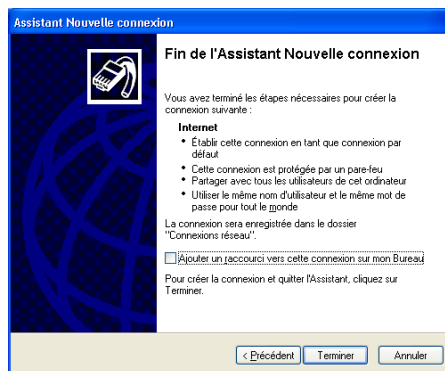 Assistant Nouvelle connexion
Fin de l'Assistant Nouvelle connexion
Vous avez terminé les étapes nécessaires pour créer la
connexion suivante :
Internet
• Établir cette connexion en tant que connexion par
défaut
• Cette connexion est protégée par un pare-feu
• Partager avec tous les utilisateurs de cet ordinateur
• Utiliser le même nom d'utilisateur et le même mot de
passe pour tout le monde
La connexion sera enregistrée dans le dossier
"Connexions réseau".
Ajouter un raccourci vers cette connexion sur mon Bureau
Pour créer la connexion et quitter l'Assistant, cliquez sur
Terminer.
< Précédent Terminer Annuler